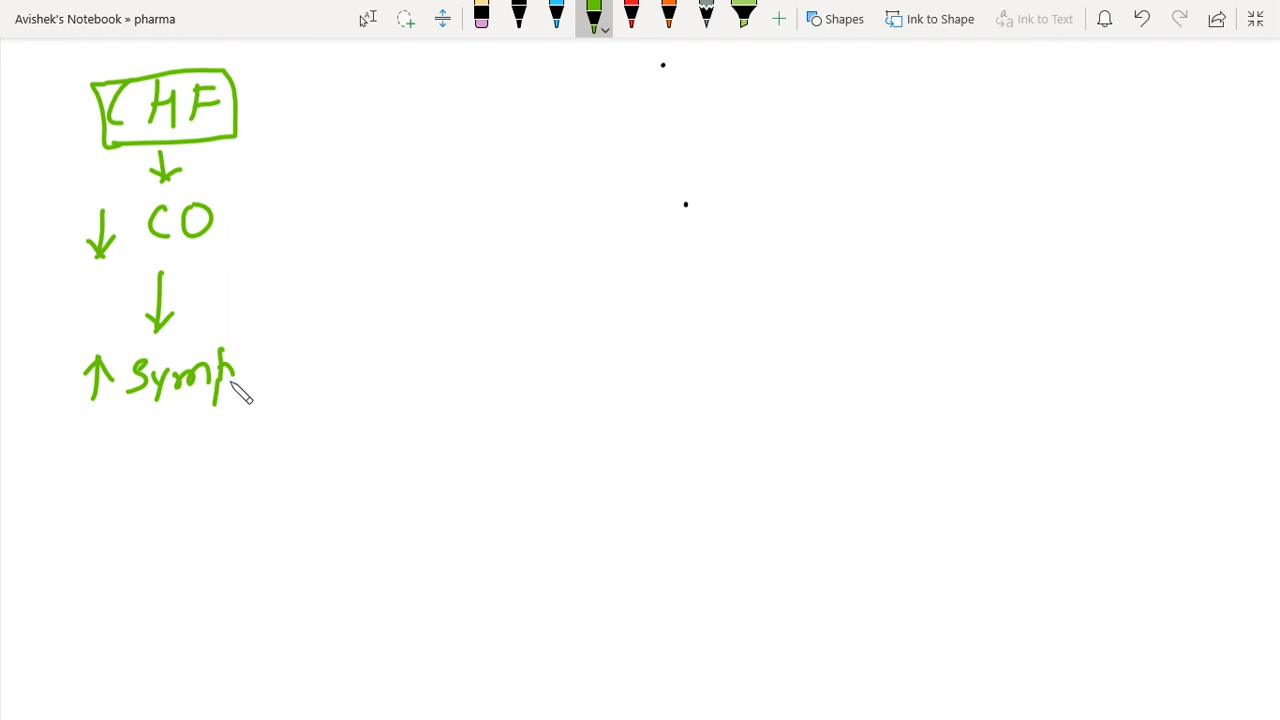 Avishek's Notebook » pharma
Shapes
Ink to Shape
Ink to Text
CHF
↓
↓ CO
↓
↑ Symp